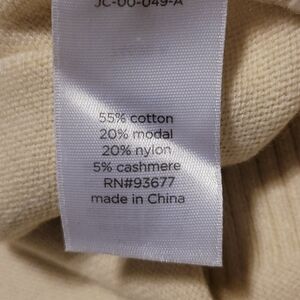 JC-00-049-A
55% cotton
20% modal
20% nylon
5% cashmere
RN#93677
made in China